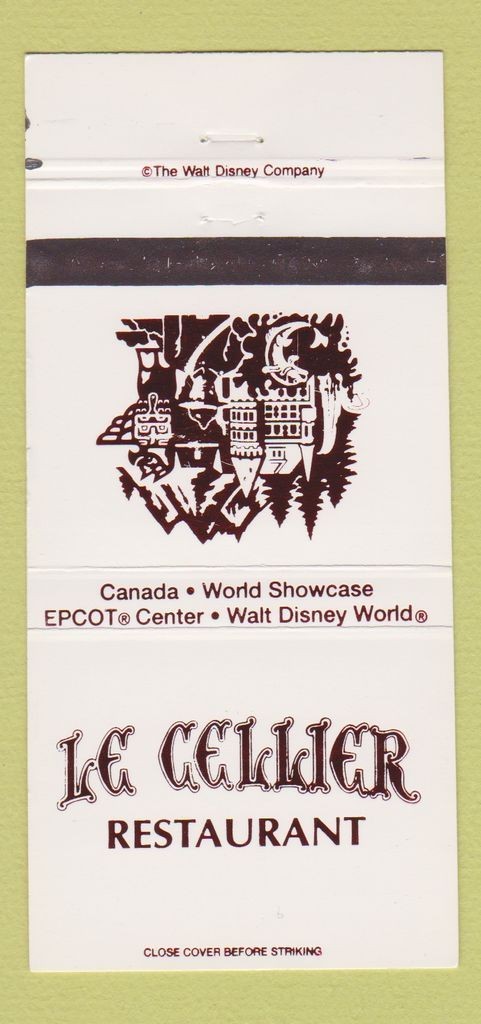 ©The Walt Disney Company
Canada • World Showcase
EPCOT® Center • Walt Disney World®
LE CELLIER
RESTAURANT
CLOSE COVER BEFORE STRIKING